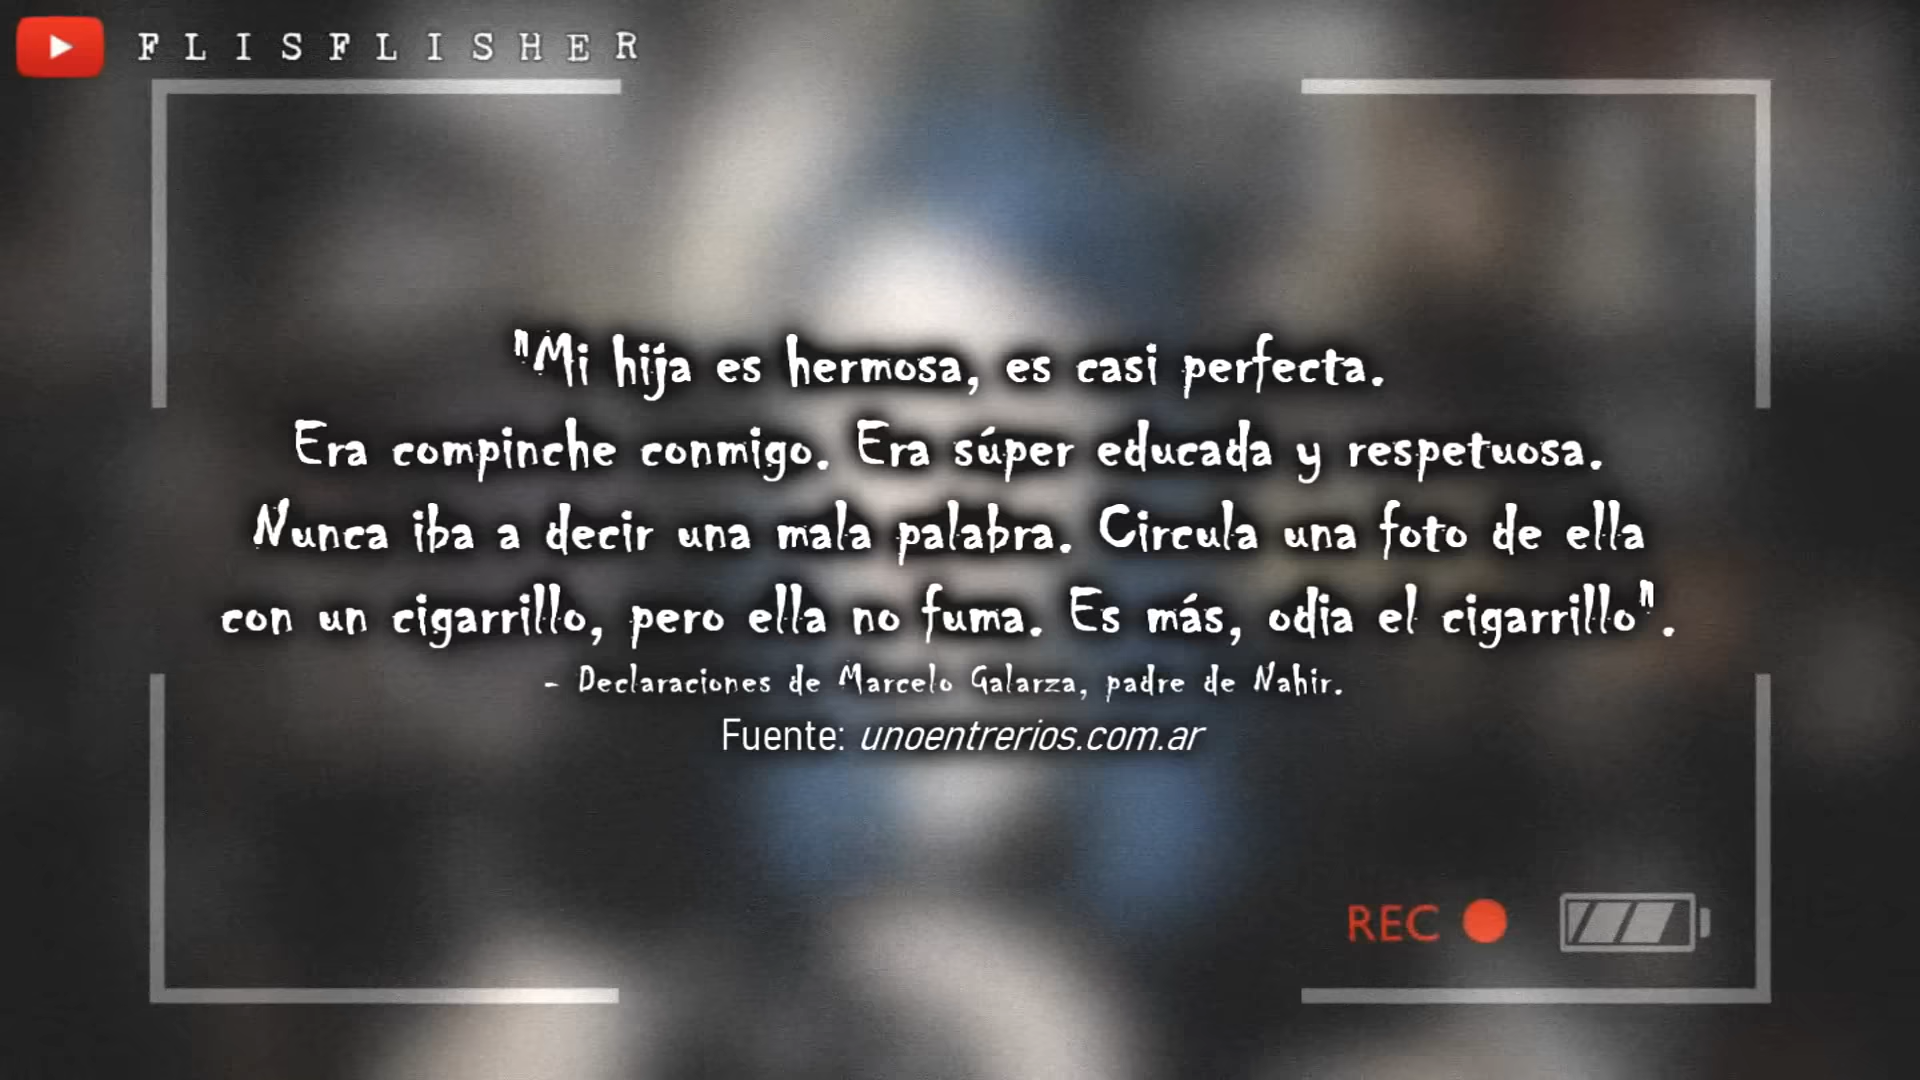 FLISFLISHER
"Mi hija es hermosa, es casi perfecta.
Era compinche conmigo. Era súper educada y respetuosa.
Nunca iba a decir una mala palabra. Circula una foto de ella
con un cigarrillo, pero ella no fuma. Es más, odia el cigarrillo".
- Declaraciones de Marcelo Galarza, padre de Nahir.
Fuente: unoentrerios.com.ar
REC